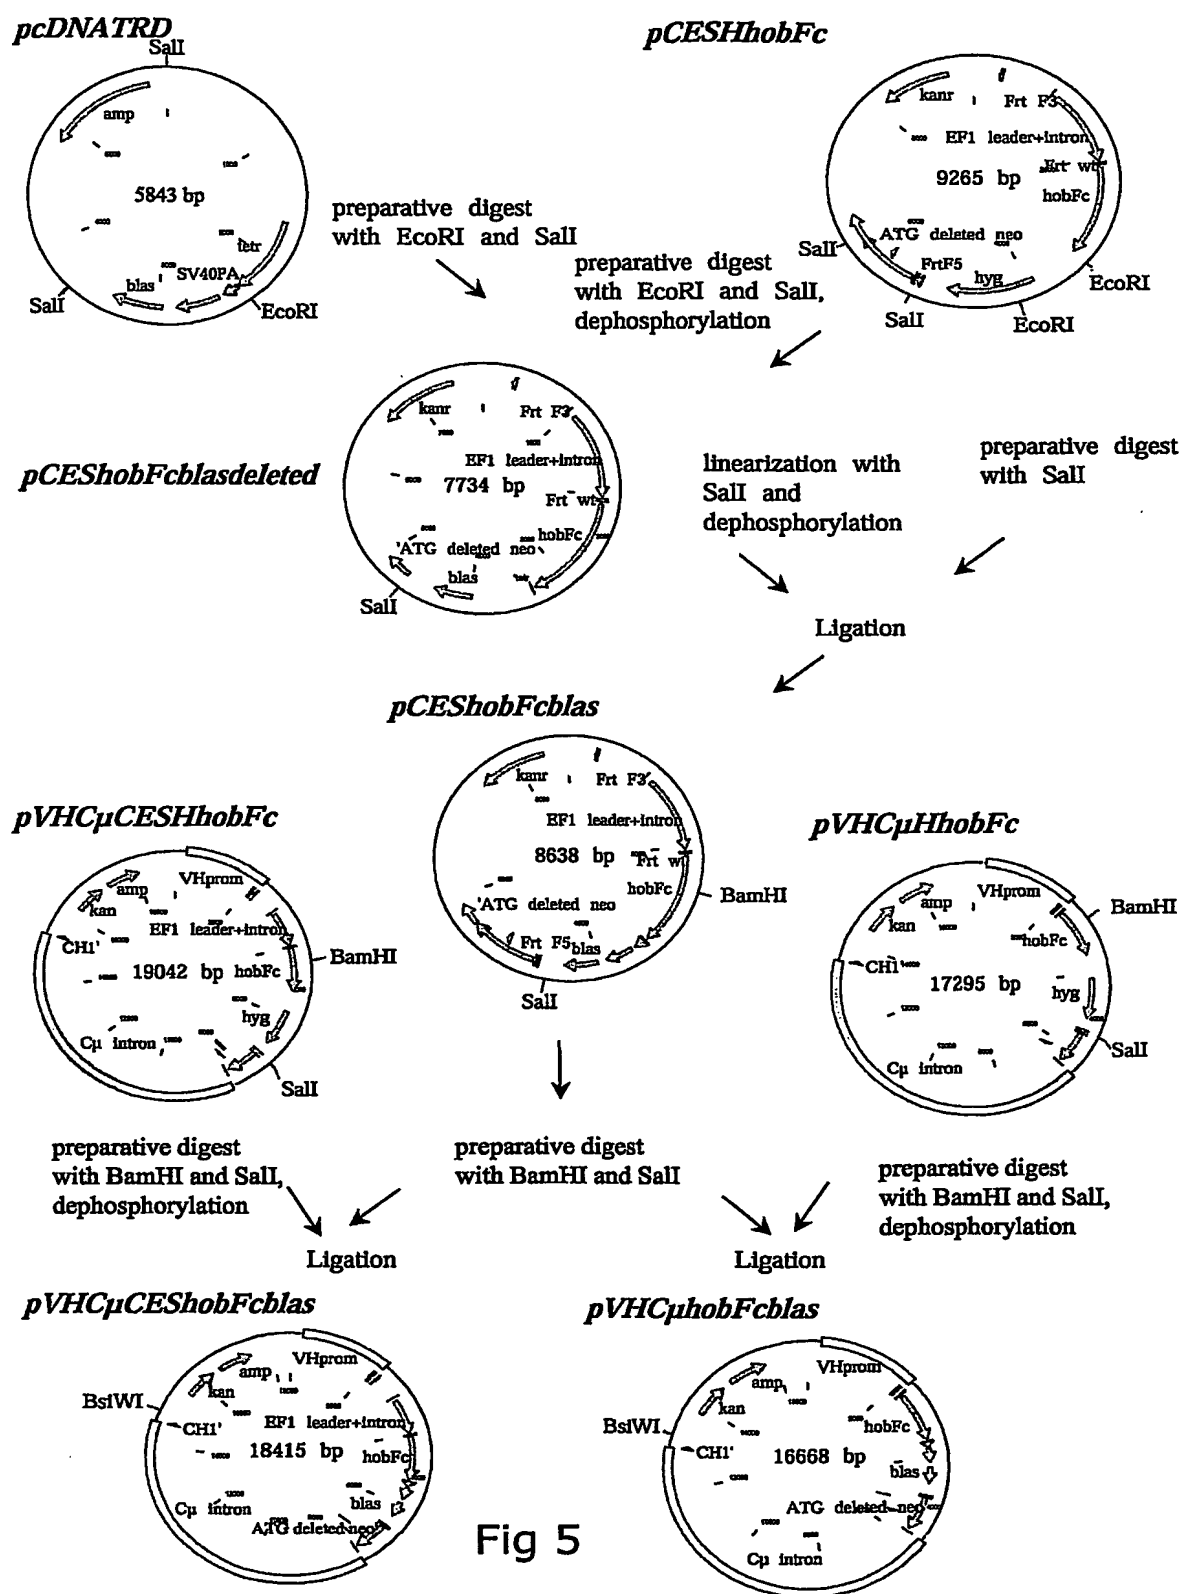 pcDNATRD
SalI
amp
5843 bp
tetr
SV40PA
blas
SalI
EcoRI
pCESHhobFc
kanr
Frt F3
EF1 leader+intron
9265 bp
Frt wt
hobFc
ATG deleted neo
SalI
FrtF5
hyg
EcoRI
SalI
EcoRI
preparative digest
with EcoRI and SalI
preparative digest
with EcoRI and SalI,
dephosphorylation
pCEShobFcblasdeleted
kanr
Frt F3
EF1 leader+intron
7734 bp
Frt wt
hobFc
'ATG deleted neo
blas
SalI
linearization with
SalI and
dephosphorylation
preparative digest
with SalI
Ligation
pCEShobFcblas
kanr
Frt F3
EF1 leader+intron
8638 bp
Frt w
hobFc
BamHI
'ATG deleted neo
Frt F5
blas
SalI
pVHCμCESHhobFc
amp
VHprom
kan
EF1 leader+intron
CH1'
BamHI
19042 bp
hobFc
hyg
Cμ intron
SalI
pVHCμHhobFc
amp
VHprom
BamHI
kan
hobFc
CH1
17295 bp
hyg
SalI
Cμ intron
preparative digest
with BamHI and SalI,
dephosphorylation
preparative digest
with BamHI and SalI
preparative digest
with BamHI and SalI,
dephosphorylation
Ligation
Ligation
pVHCμCEShobFcblas
VHprom
amp
kan
BsiWI
EF1 leader+intron
CH1'
18415 bp
hobFc
blas
Cμ intron
ATG deleted neo
pVHCμhobFcblas
VHprom
amp
kan
hobFc
BsiWI
CH1'
16668 bp
blas
ATG deleted neo
Cμ intron
Fig 5